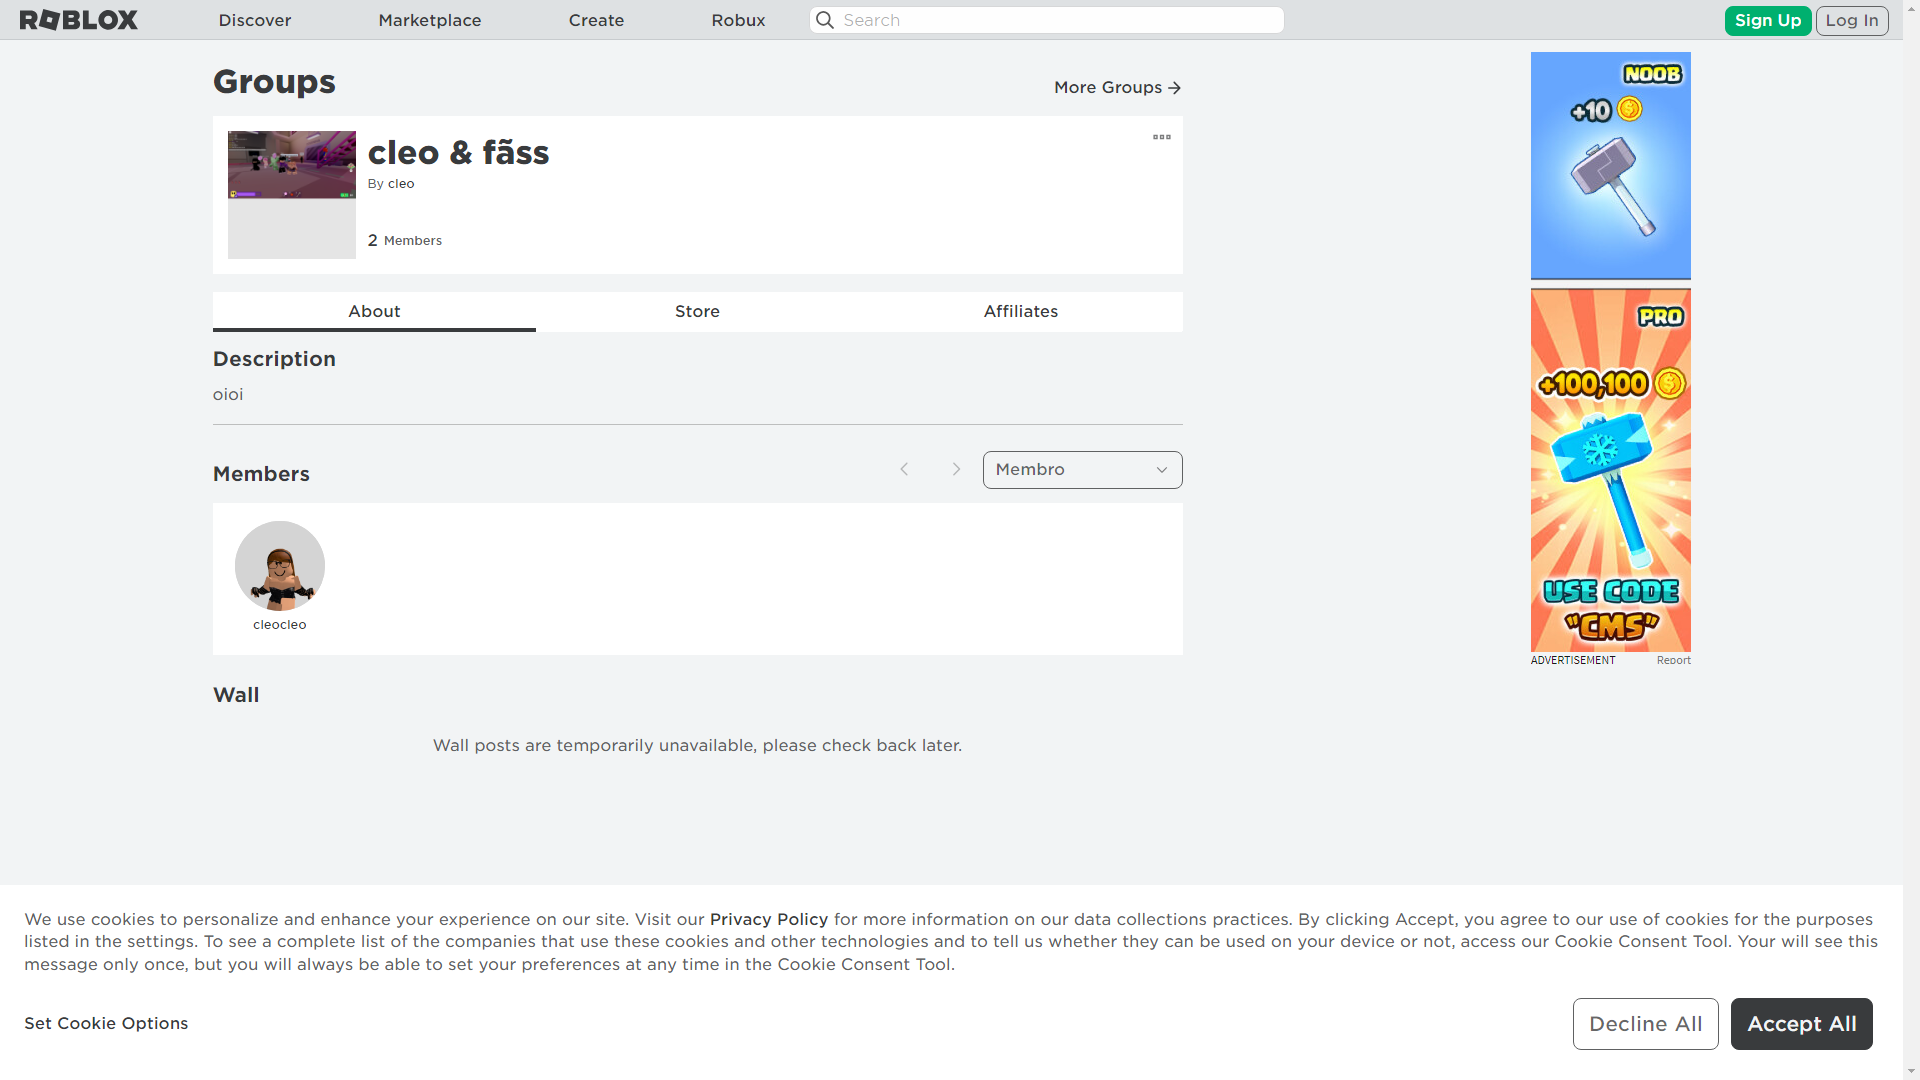 ROBLOX
Discover
Marketplace
Create
Robux
Search
Sign Up
Log In
Groups
More Groups
cleo & fãss
By cleo
2 Members
About
Store
Affiliates
Description
oioi
Members
Membro
cleocleo
Wall
Wall posts are temporarily unavailable, please check back later.
NOOB
+10
PRO
+100,100
USE CODE
"CMS"
ADVERTISEMENT
Report
We use cookies to personalize and enhance your experience on our site. Visit our Privacy Policy for more information on our data collections practices. By clicking Accept, you agree to our use of cookies for the purposes
listed in the settings. To see a complete list of the companies that use these cookies and other technologies and to tell us whether they can be used on your device or not, access our Cookie Consent Tool. Your will see this
message only once, but you will always be able to set your preferences at any time in the Cookie Consent Tool.
Set Cookie Options
Decline All
Accept All